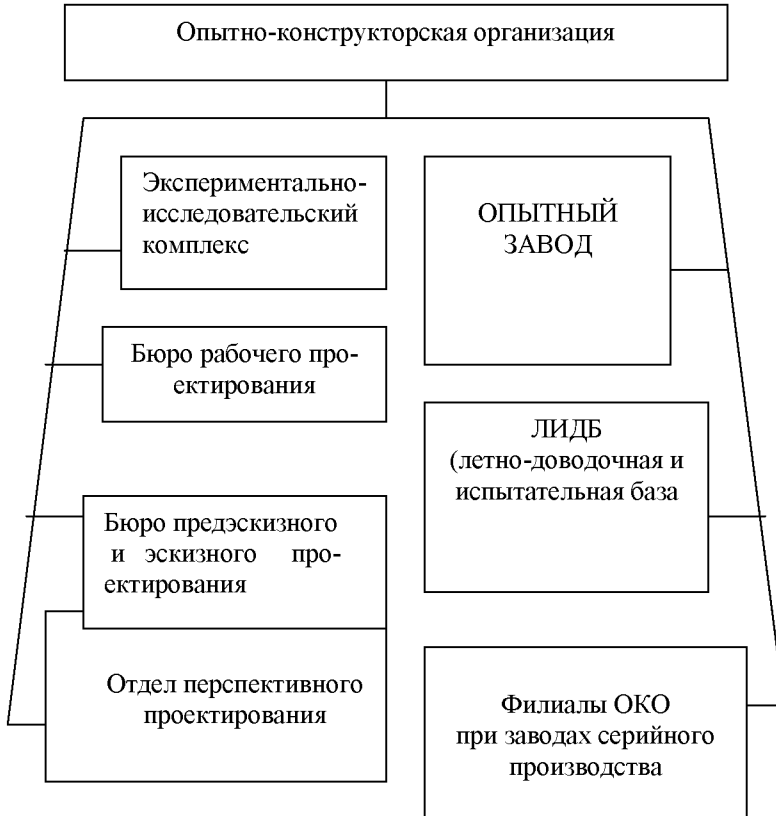 Опытно-конструкторская организация
Экспериментально-
исследовательский
комплекс
ОПЫТНЫЙ
ЗАВОД
Бюро рабочего про-
ектирования
ЛИДБ
(летно-доводочная и
испытательная база
Бюро предэскизного
и эскизного про-
ектирования
Отдел перспективного
проектирования
Филиалы ОКО
при заводах серийного
производства